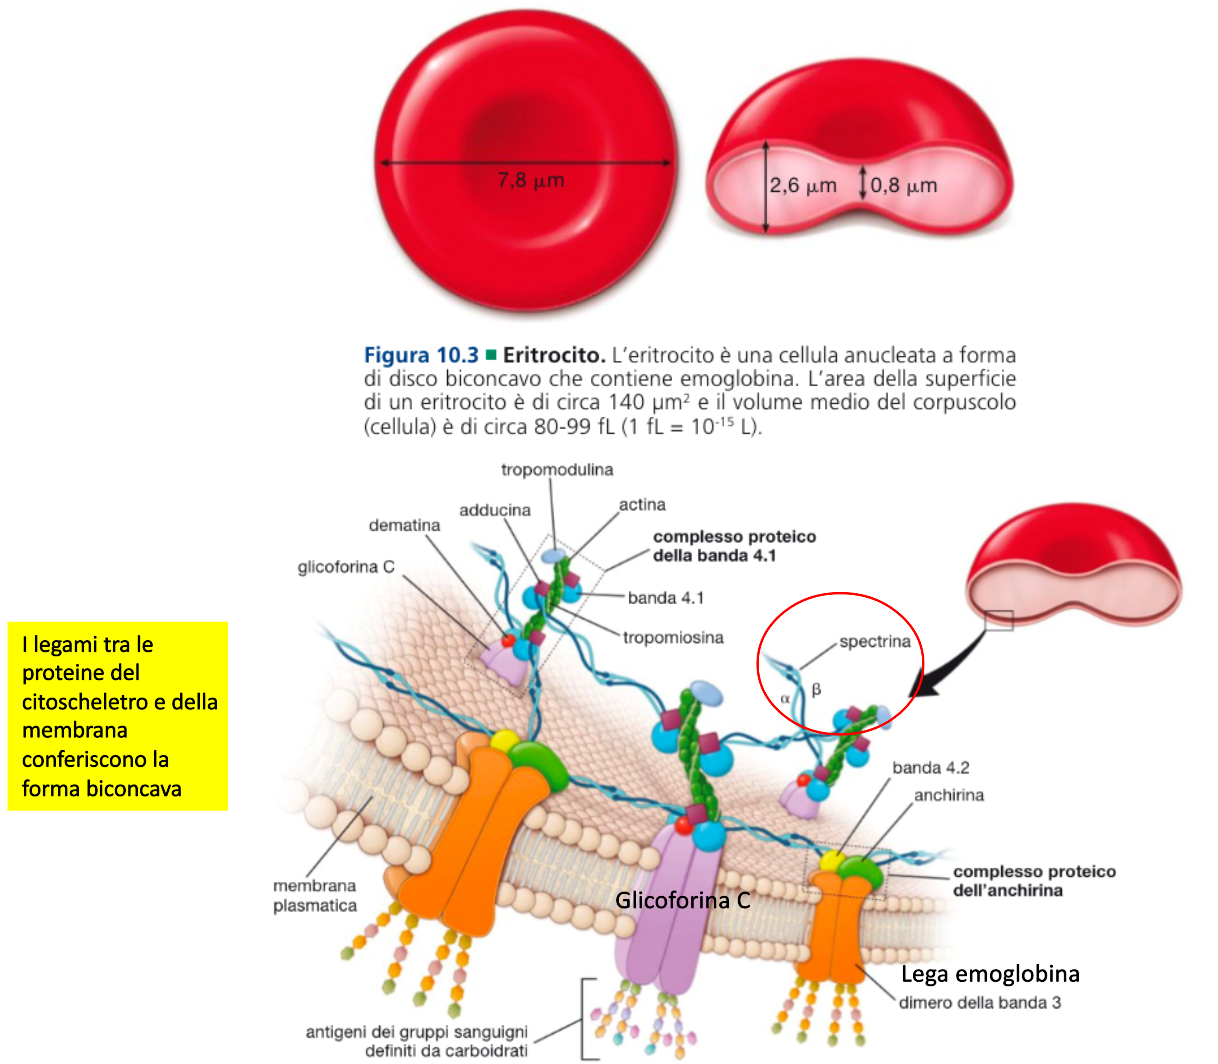 7,8 µm
2,6 µm
0,8 µm
Figura 10.3 ■ Eritrocito. L'eritrocito è una cellula anucleata a forma
di disco biconcavo che contiene emoglobina. L'area della superficie
di un eritrocito è di circa 140 µm² e il volume medio del corpuscolo
(cellula) è di circa 80-99 fL (1 fL = 10⁻¹⁵ L).
tropomodulina
adducina
actina
dematina
complesso proteico
della banda 4.1
glicoforina C
banda 4.1
tropomiosina
spectrina
α
β
I legami tra le
proteine del
citoscheletro e della
membrana
conferiscono la
forma biconcava
banda 4.2
anchirina
membrana
plasmatica
complesso proteico
dell'anchirina
Glicoforina C
Lega emoglobina
dimero della banda 3
antigeni dei gruppi sanguigni
definiti da carboidrati